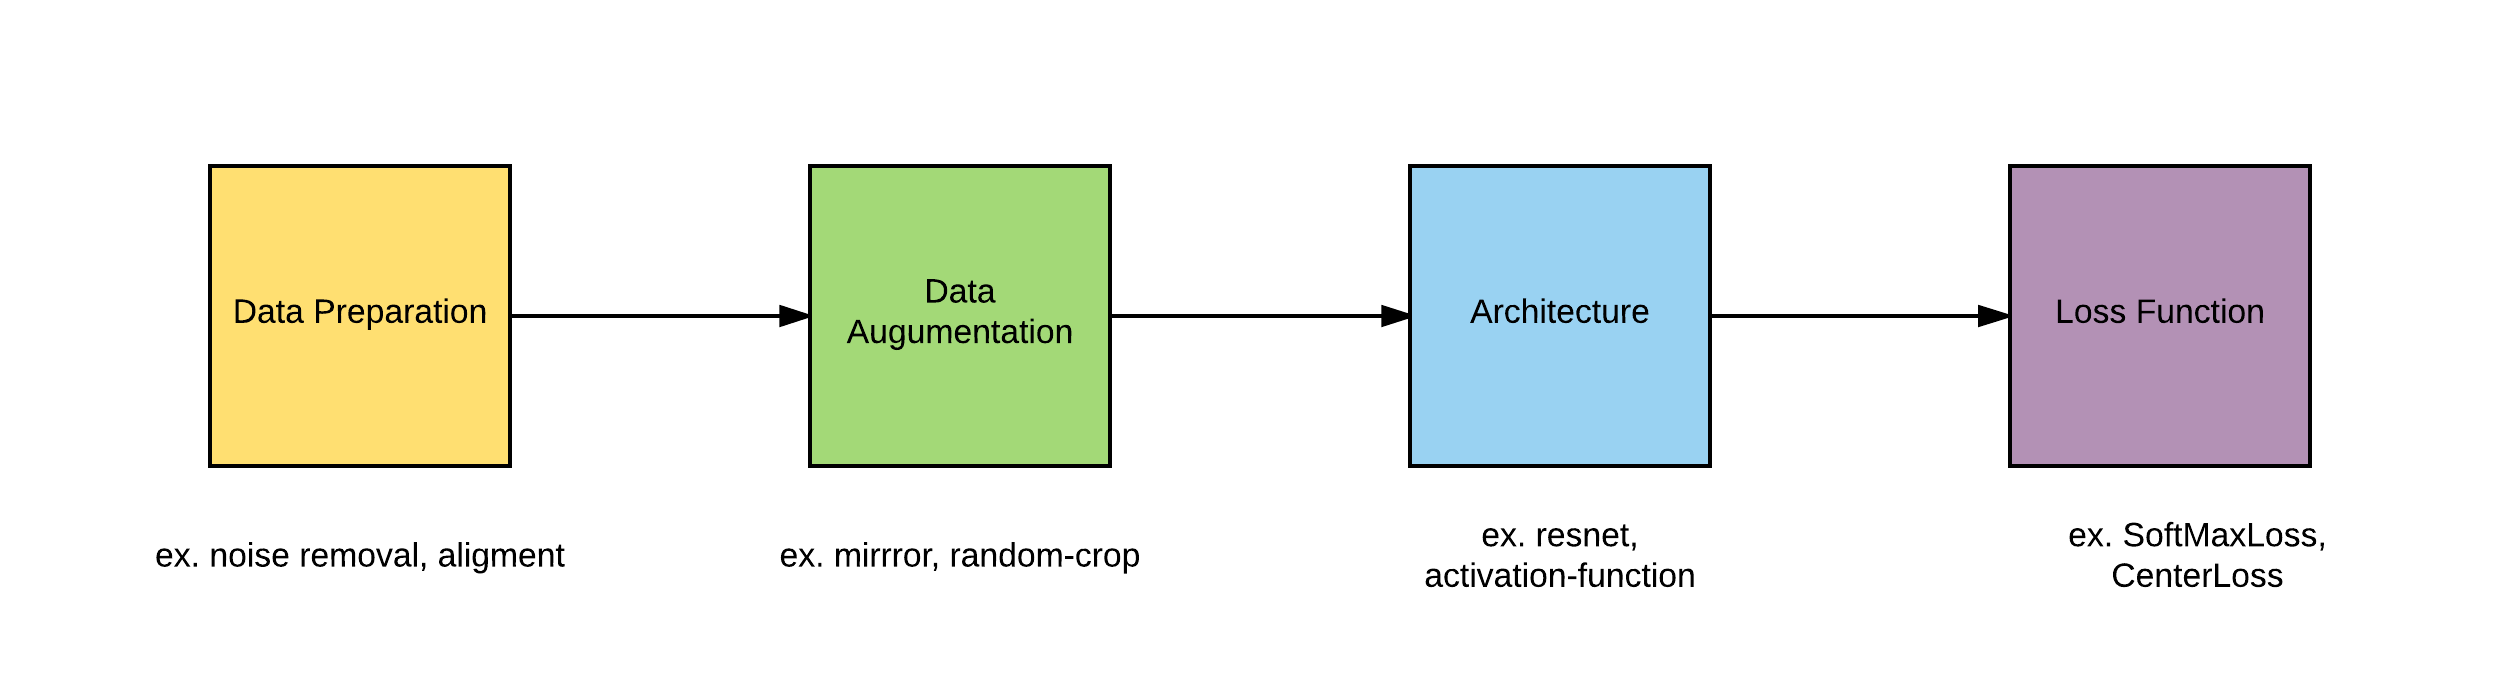 Data Preparation
Data
Augumentation
Architecture
Loss Function
ex. noise removal, aligment
ex. mirror, random-crop
ex. resnet,
activation-function
ex. SoftMaxLoss,
CenterLoss